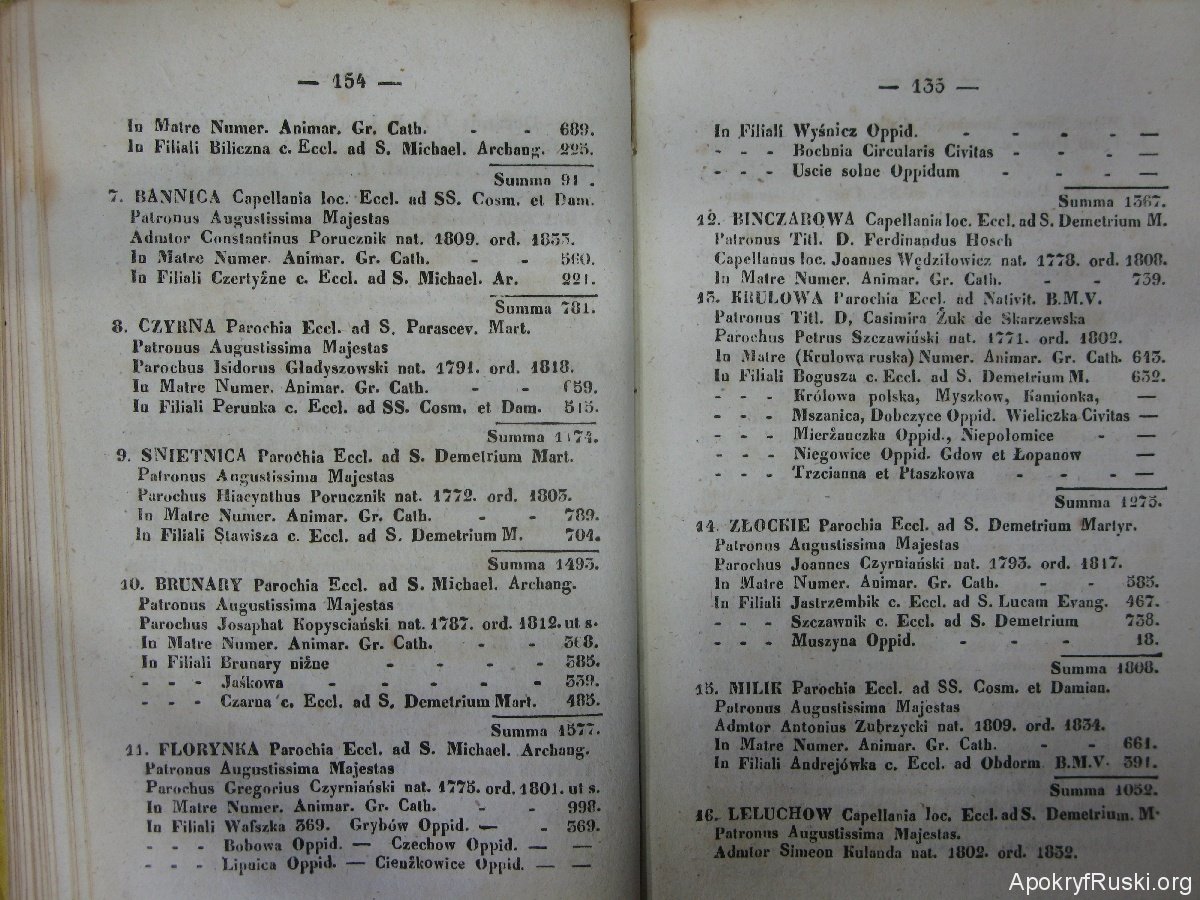 — 154 —
In Matre Numer. Animar. Gr. Cath. - - 689.
In Filiali Biliczna c. Eccl. ad S. Michael. Archang. 225.
Summa 91 .
7. BANNICA Capellania loc. Eccl. ad SS. Cosm. et Dam.
Patronus Augustissima Majestas
Admtor Constantinus Porucznik nat. 1809. ord. 1833.
In Matre Numer. Animar. Gr. Cath. - - 560.
In Filiali Czertyżne c. Eccl. ad S. Michael. Ar. 221.
Summa 781.
8. CZYRNA Parochia Eccl. ad S. Parascev. Mart.
Patronus Augustissima Majestas
Parochus Isidorus Gładyszowski nat. 1791. ord. 1818.
In Matre Numer. Animar. Gr. Cath. - - 659.
In Filiali Perunka c. Eccl. ad SS. Cosm. et Dam. 515.
Summa 1174.
9. SNIETNICA Parochia Eccl. ad S. Demetrium Mart.
Patronus Augustissima Majestas
Parochus Hiacynthus Porucznik nat. 1772. ord. 1803.
In Matre Numer. Animar. Gr. Cath. - - 789.
In Filiali Stawisza c. Eccl. ad S. Demetrium M. 704.
Summa 1493.
10. BRUNARY Parochia Eccl. ad S. Michael. Archang.
Patronus Augustissima Majestas
Parochus Josaphat Kopysciański nat. 1787. ord. 1812. ut s.
In Matre Numer. Animar. Gr. Cath. - - 368.
In Filiali Brunary niżne - - - - 385.
- - - Jaśkowa - - - - - 339.
- - - Czarna c. Eccl. ad S. Demetrium Mart. 485.
Summa 1577.
11. FLORYNKA Parochia Eccl. ad S. Michael. Archang.
Patronus Augustissima Majestas
Parochus Gregorius Czyrniański nat. 1775. ord. 1801. ut s.
In Matre Numer. Animar. Gr. Cath. - - 998.
In Filiali Wafszka 369. Grybów Oppid. — - 369.
- - - Bobowa Oppid. — Czechow Oppid. — —
- - - Lipnica Oppid. — Cienżkowice Oppid. — —
— 135 —
In Filiali Wyśnicz Oppid. - - - - —
- - - Bochnia Circularis Civitas - - - —
- - - Uscie solne Oppidum - - - - —
Summa 1367.
12. BINCZAROWA Capellania loc. Eccl. ad S. Demetrium M.
Patronus Titl. D. Ferdinandus Hosch
Capellanus loc. Joannes Wędziłowicz nat. 1778. ord. 1808.
In Matre Numer. Animar. Gr. Cath. - - 739.
13. KRULOWA Parochia Eccl. ad Nativit. B.M.V.
Patronus Titl. D, Casimira Żuk de Skarzewska
Parochus Petrus Szczawiński nat. 1771. ord. 1802.
In Matre (Krulowa ruska) Numer. Animar. Gr. Cath. 643.
In Filiali Bogusza c. Eccl. ad S. Demetrium M. 632.
- - - Królowa polska, Myszkow, Kamionka, —
- - - Mszanica, Dobczyce Oppid. Wieliczka Civitas —
- - - Mierżanczka Oppid., Niepołomice - —
- - - Niegowice Oppid. Gdow et Łopanow —
- - - Trzcianna et Ptaszkowa - - - - —
Summa 1275.
14. ZŁOCKIE Parochia Eccl. ad S. Demetrium Martyr.
Patronus Augustissima Majestas
Parochus Joannes Czyrniański nat. 1793. ord. 1817.
In Matre Numer. Animar. Gr. Cath. - - 585.
In Filiali Jastrzembik c. Eccl. ad S. Lucam Evang. 467.
- - - Szczawnik c. Eccl. ad S. Demetrium 738.
- - - Muszyna Oppid. - - - 18.
Summa 1808.
15. MILIK Parochia Eccl. ad SS. Cosm. et Damian.
Patronus Augustissima Majestas
Admtor Antonius Zubrzycki nat. 1809. ord. 1834.
In Matre Numer. Animar. Gr. Cath. - - 661.
In Filiali Andrejówka c. Eccl. ad Obdorm B.M.V. 391.
Summa 1052.
16. LELUCHOW Capellania loc. Eccl. ad S. Demetrium. M.
Patronus Augustissima Majestas.
Admtor Simeon Kulanda nat. 1802. ord. 1832.
ApokryfRuski.org